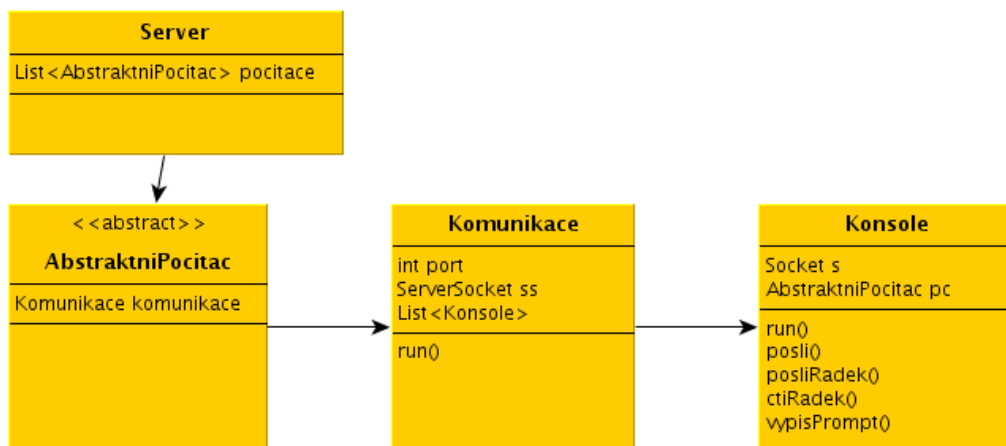 Server
List<AbstraktniPocitac> pocitace
<<abstract>>
AbstraktniPocitac
Komunikace komunikace
Komunikace
int port
ServerSocket ss
List<Konsole>
run()
Konsole
Socket s
AbstraktniPocitac pc
run()
posli()
posliRadek()
ctiRadek()
vypisPrompt()